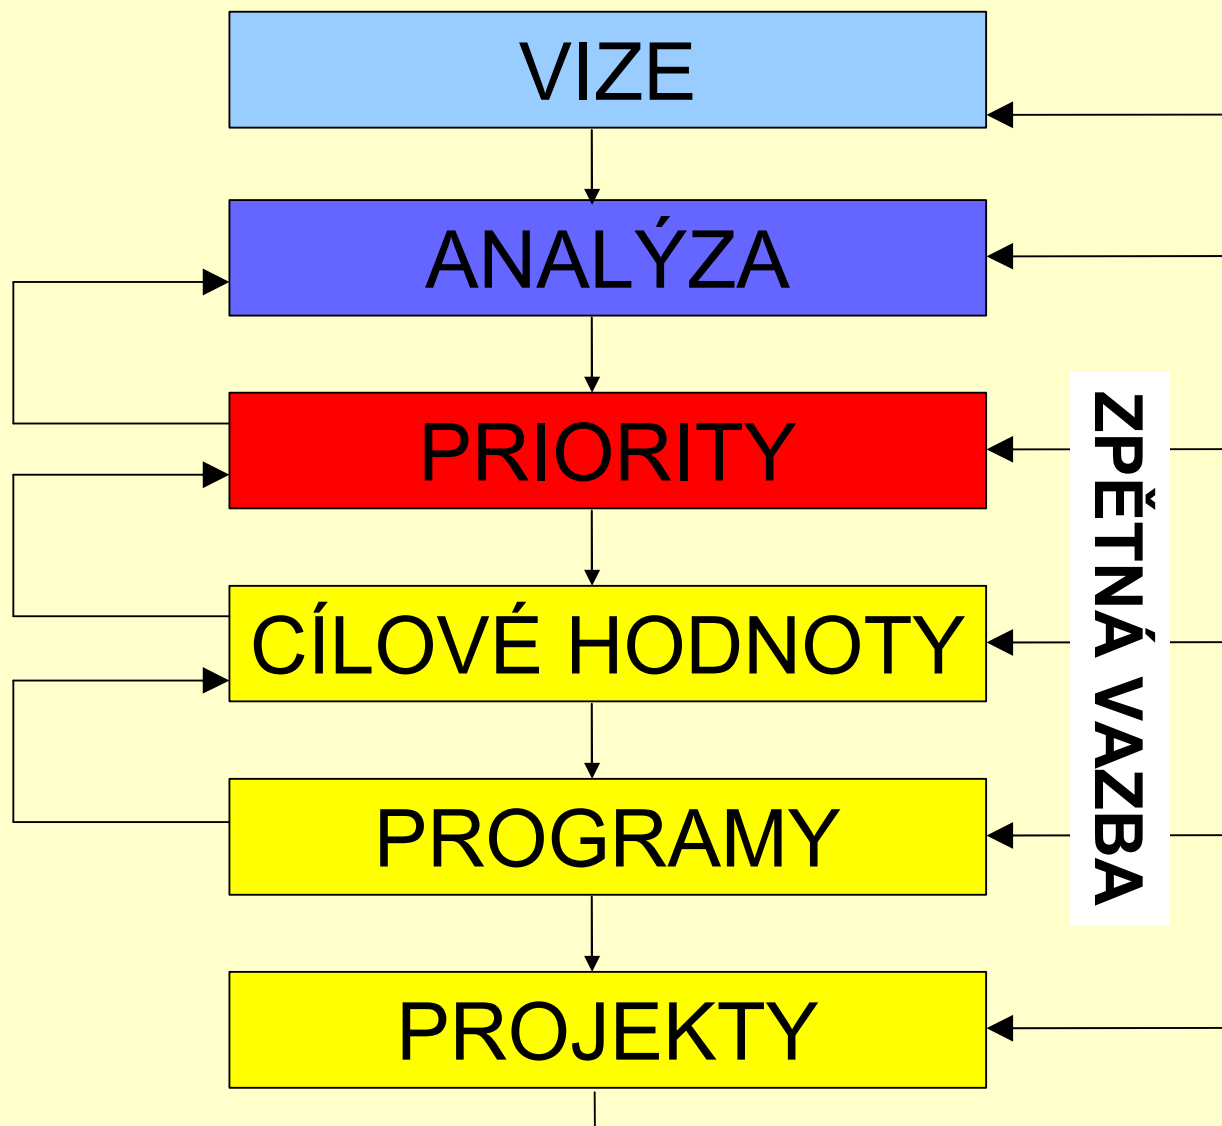 VIZE
ANALÝZA
PRIORITY
CÍLOVÉ HODNOTY
PROGRAMY
PROJEKTY
ZPĚTNÁ VAZBA